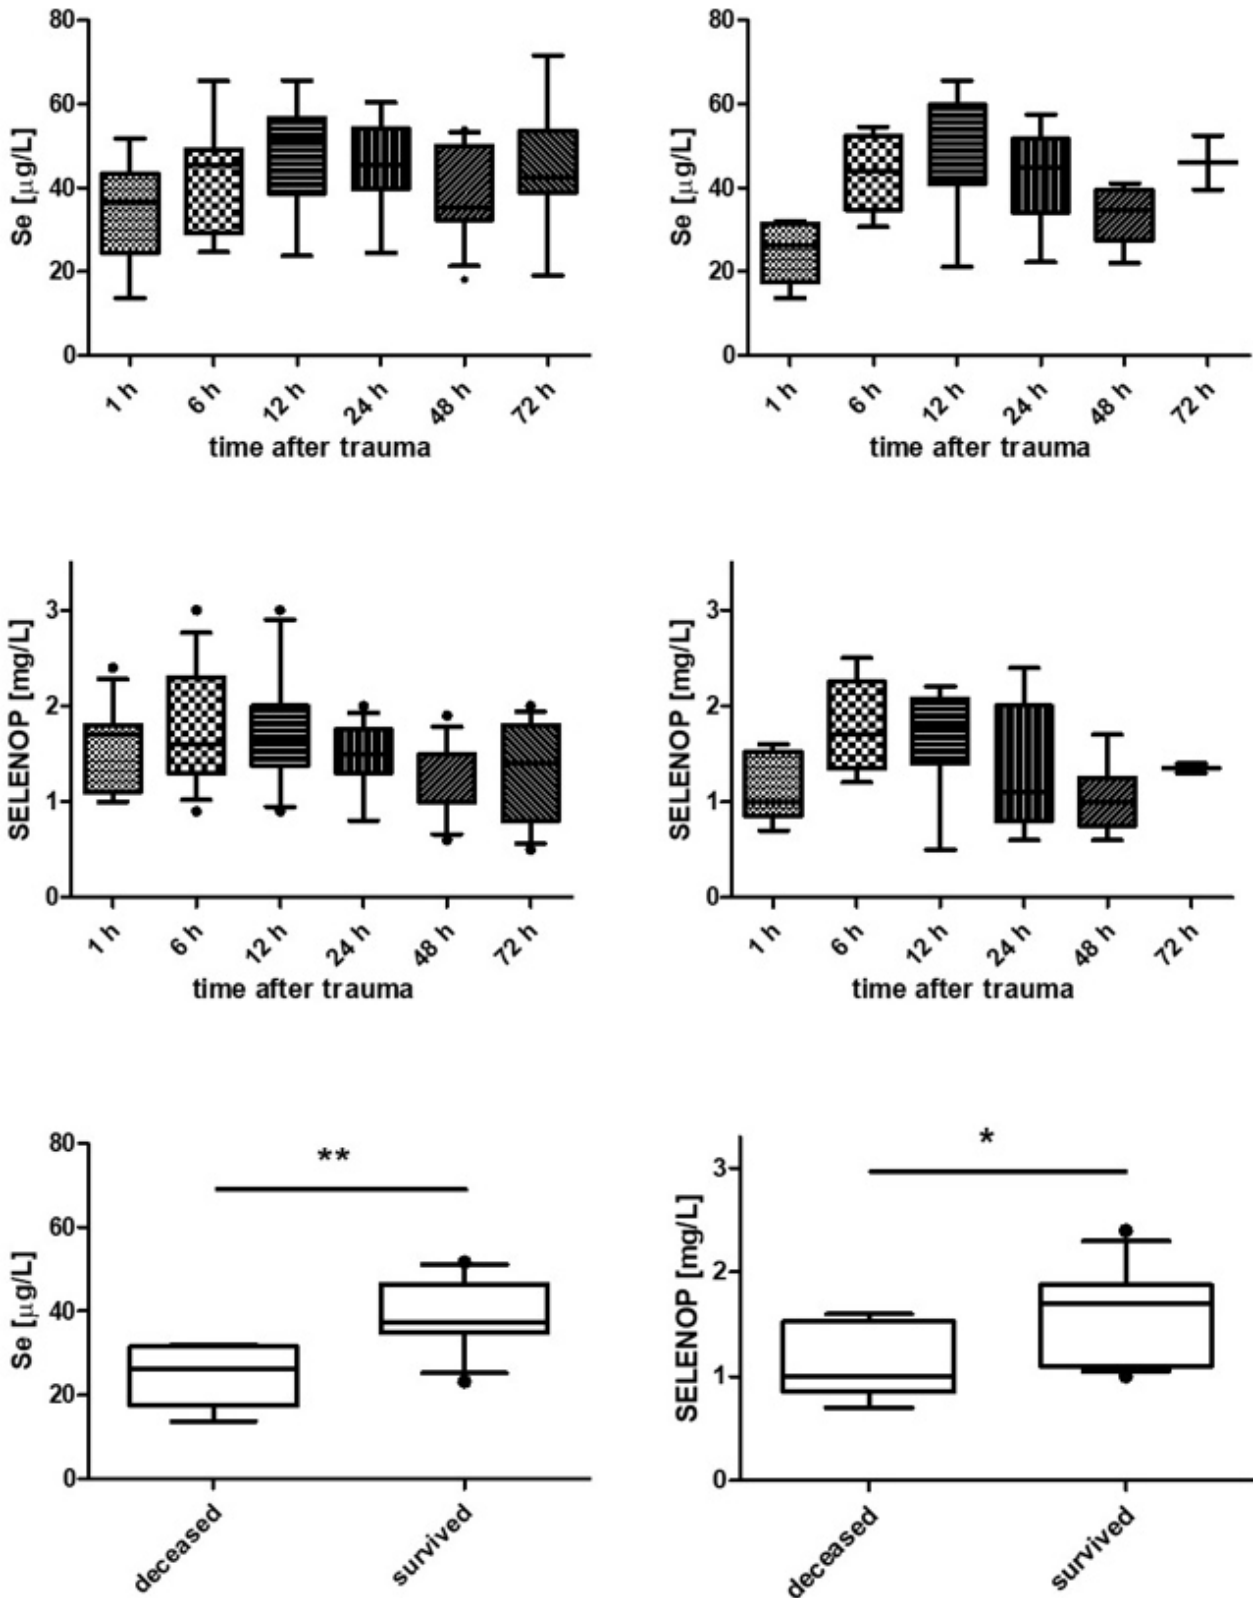 80
60
40
20
0
Se [µg/L]
1 h
6 h
12 h
24 h
48 h
72 h
time after trauma
80
60
40
20
0
Se [µg/L]
1 h
6 h
12 h
24 h
48 h
72 h
time after trauma
3
2
1
0
SELENOP [mg/L]
1 h
6 h
12 h
24 h
48 h
72 h
time after trauma
3
2
1
0
SELENOP [mg/L]
1 h
6 h
12 h
24 h
48 h
72 h
time after trauma
80
60
40
20
0
Se [µg/L]
**
deceased
survived
3
2
1
0
SELENOP [mg/L]
*
deceased
survived